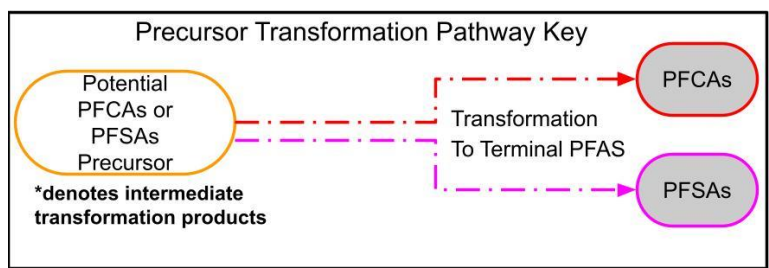 Precursor Transformation Pathway Key
Potential
PFCAs or
PFSAs
Precursor
*denotes intermediate
transformation products
Transformation
To Terminal PFAS
PFCAs
PFSAs